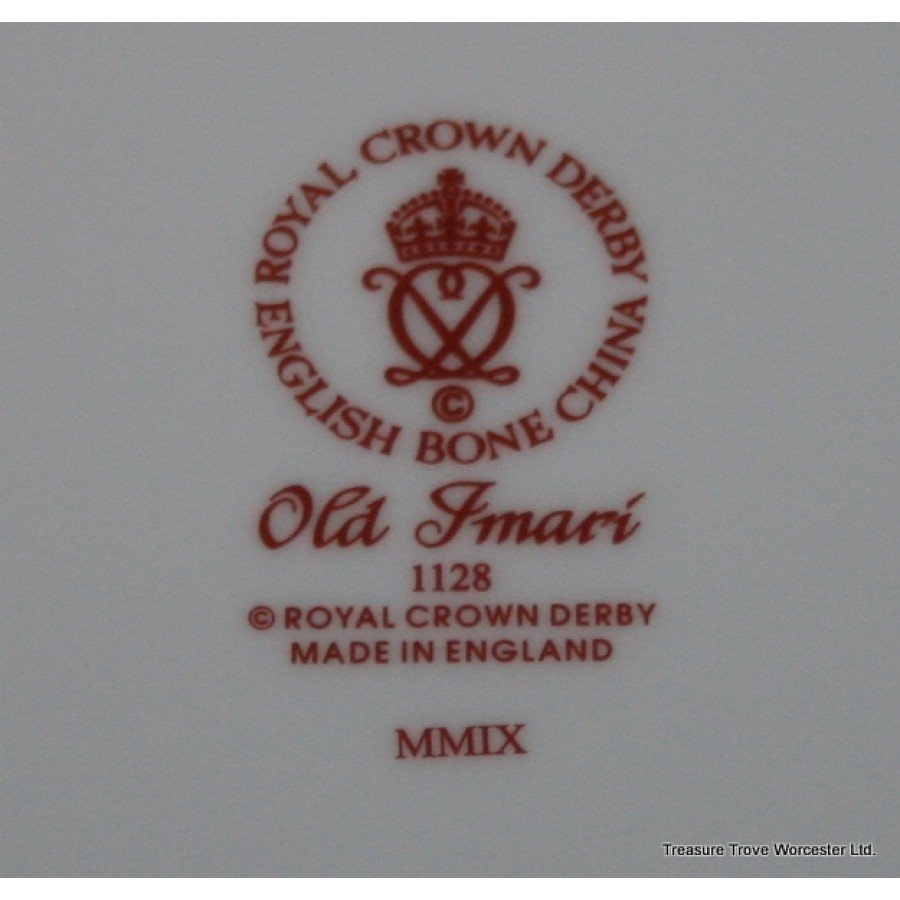 ROYAL CROWN DERBY
ENGLISH BONE CHINA
©
Old Imari
1128
© ROYAL CROWN DERBY
MADE IN ENGLAND
MMIX
Treasure Trove Worcester Ltd.